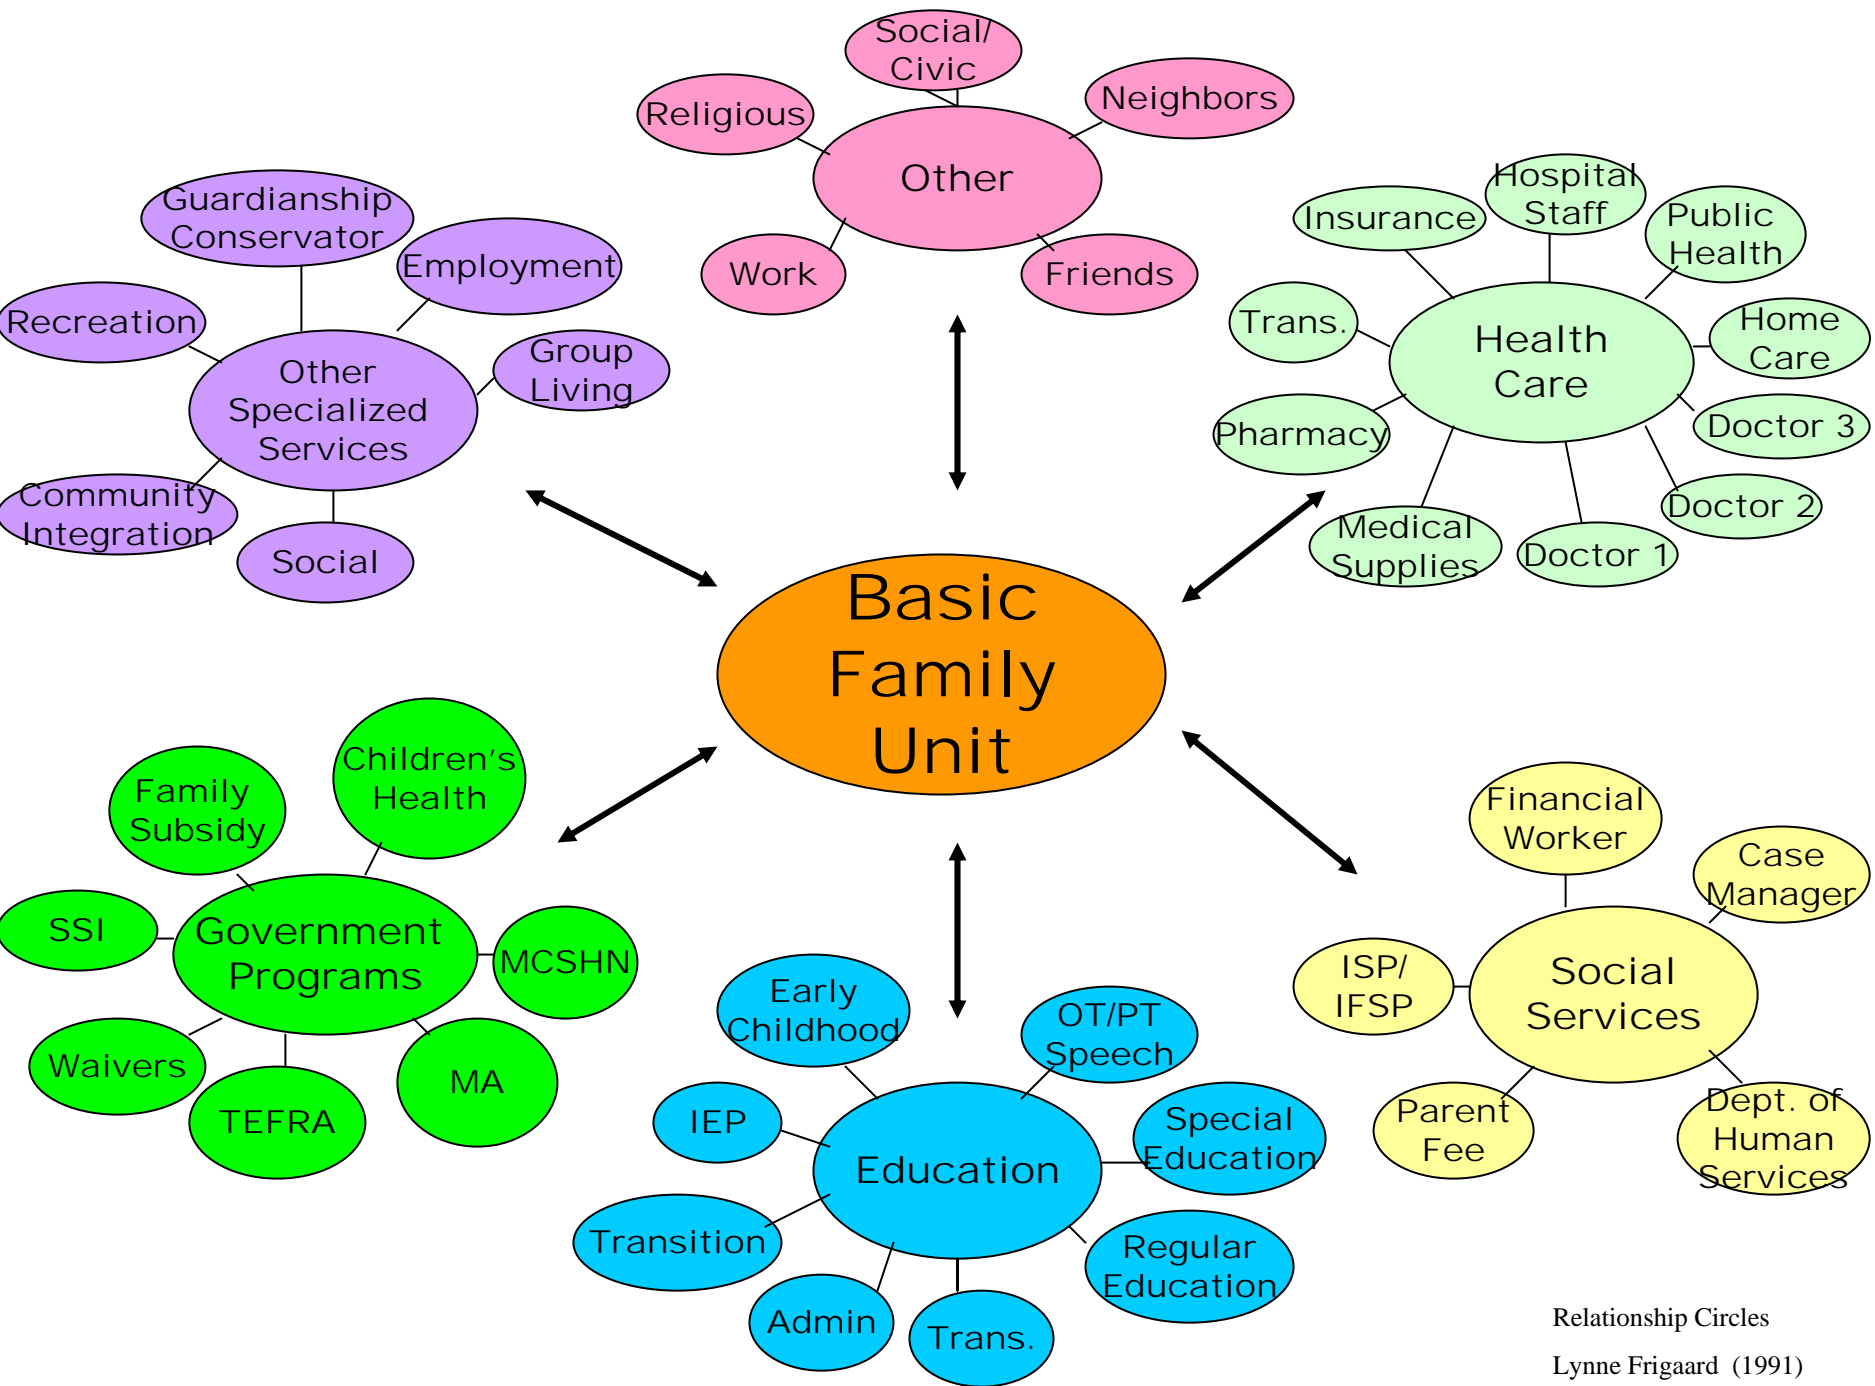 Social/
Civic
Religious
Neighbors
Other
Work
Friends
Guardianship
Conservator
Employment
Recreation
Group
Living
Other
Specialized
Services
Community
Integration
Social
Hospital
Staff
Insurance
Public
Health
Trans.
Home
Care
Health
Care
Pharmacy
Doctor 3
Medical
Supplies
Doctor 1
Doctor 2
Basic
Family
Unit
Children's
Health
Family
Subsidy
SSI
Government
Programs
MCSHN
Waivers
TEFRA
MA
Early
Childhood
OT/PT
Speech
IEP
Special
Education
Education
Transition
Regular
Education
Admin
Trans.
Financial
Worker
Case
Manager
ISP/
IFSP
Social
Services
Parent
Fee
Dept. of
Human
Services
Relationship Circles
Lynne Frigaard (1991)